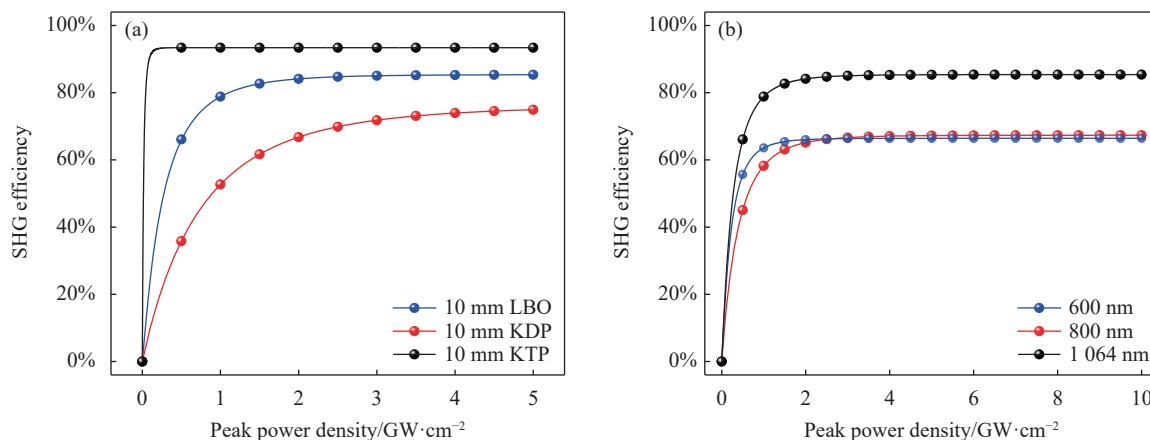 (a)
100%
80%
60%
40%
20%
0%
SHG efficiency
10 mm LBO
10 mm KDP
10 mm KTP
0 1 2 3 4 5
Peak power density/GW·cm⁻²
(b)
100%
80%
60%
40%
20%
0%
SHG efficiency
600 nm
800 nm
1 064 nm
0 2 4 6 8 10
Peak power density/GW·cm⁻²